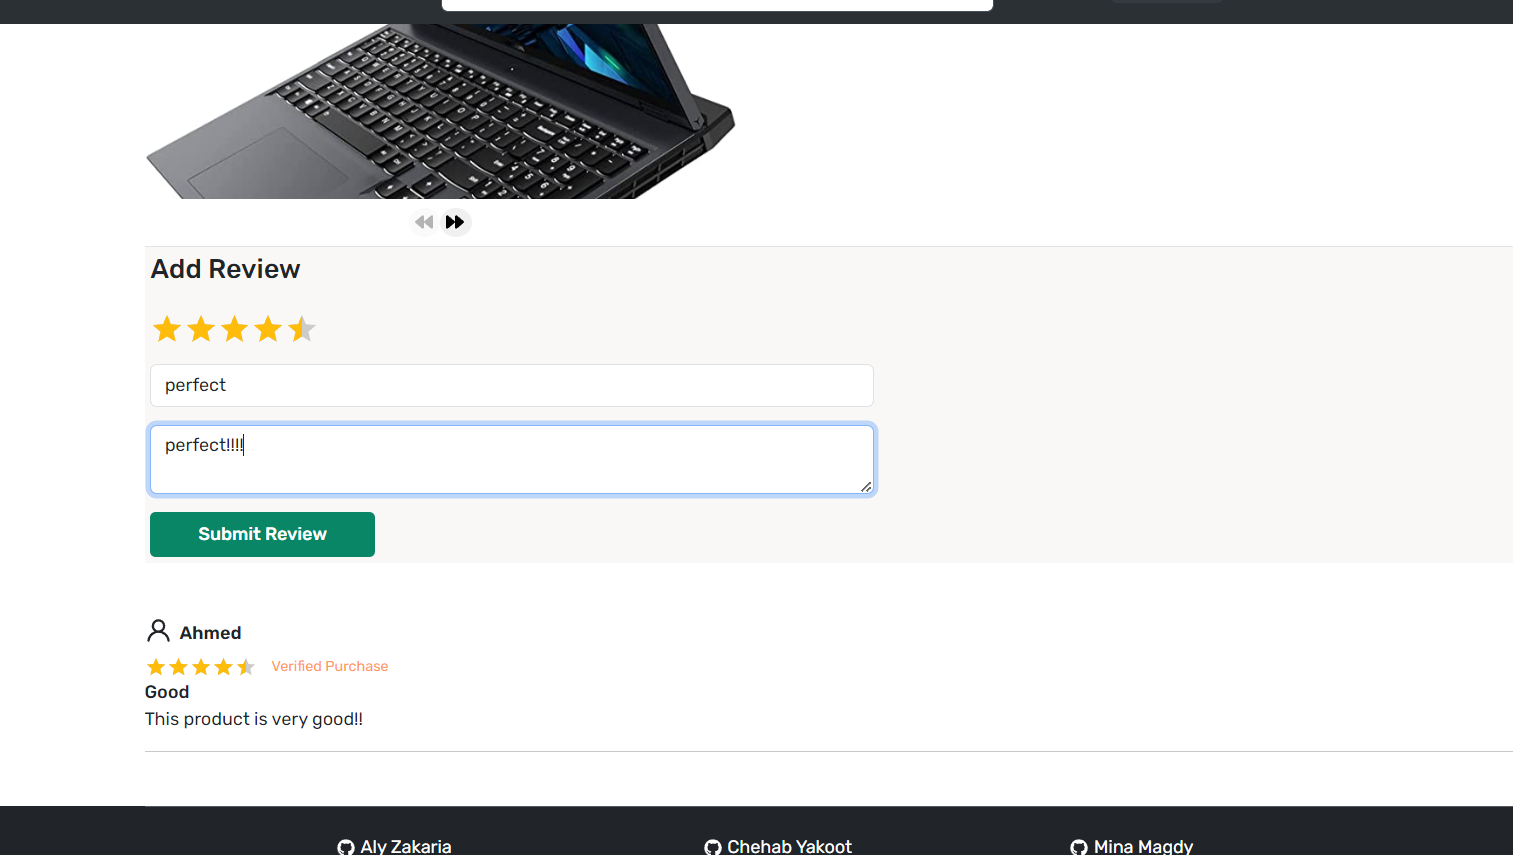 Add Review
perfect
perfect!!!!
Submit Review
Ahmed
Verified Purchase
Good
This product is very good!!
Aly Zakaria
Chehab Yakoot
Mina Magdy